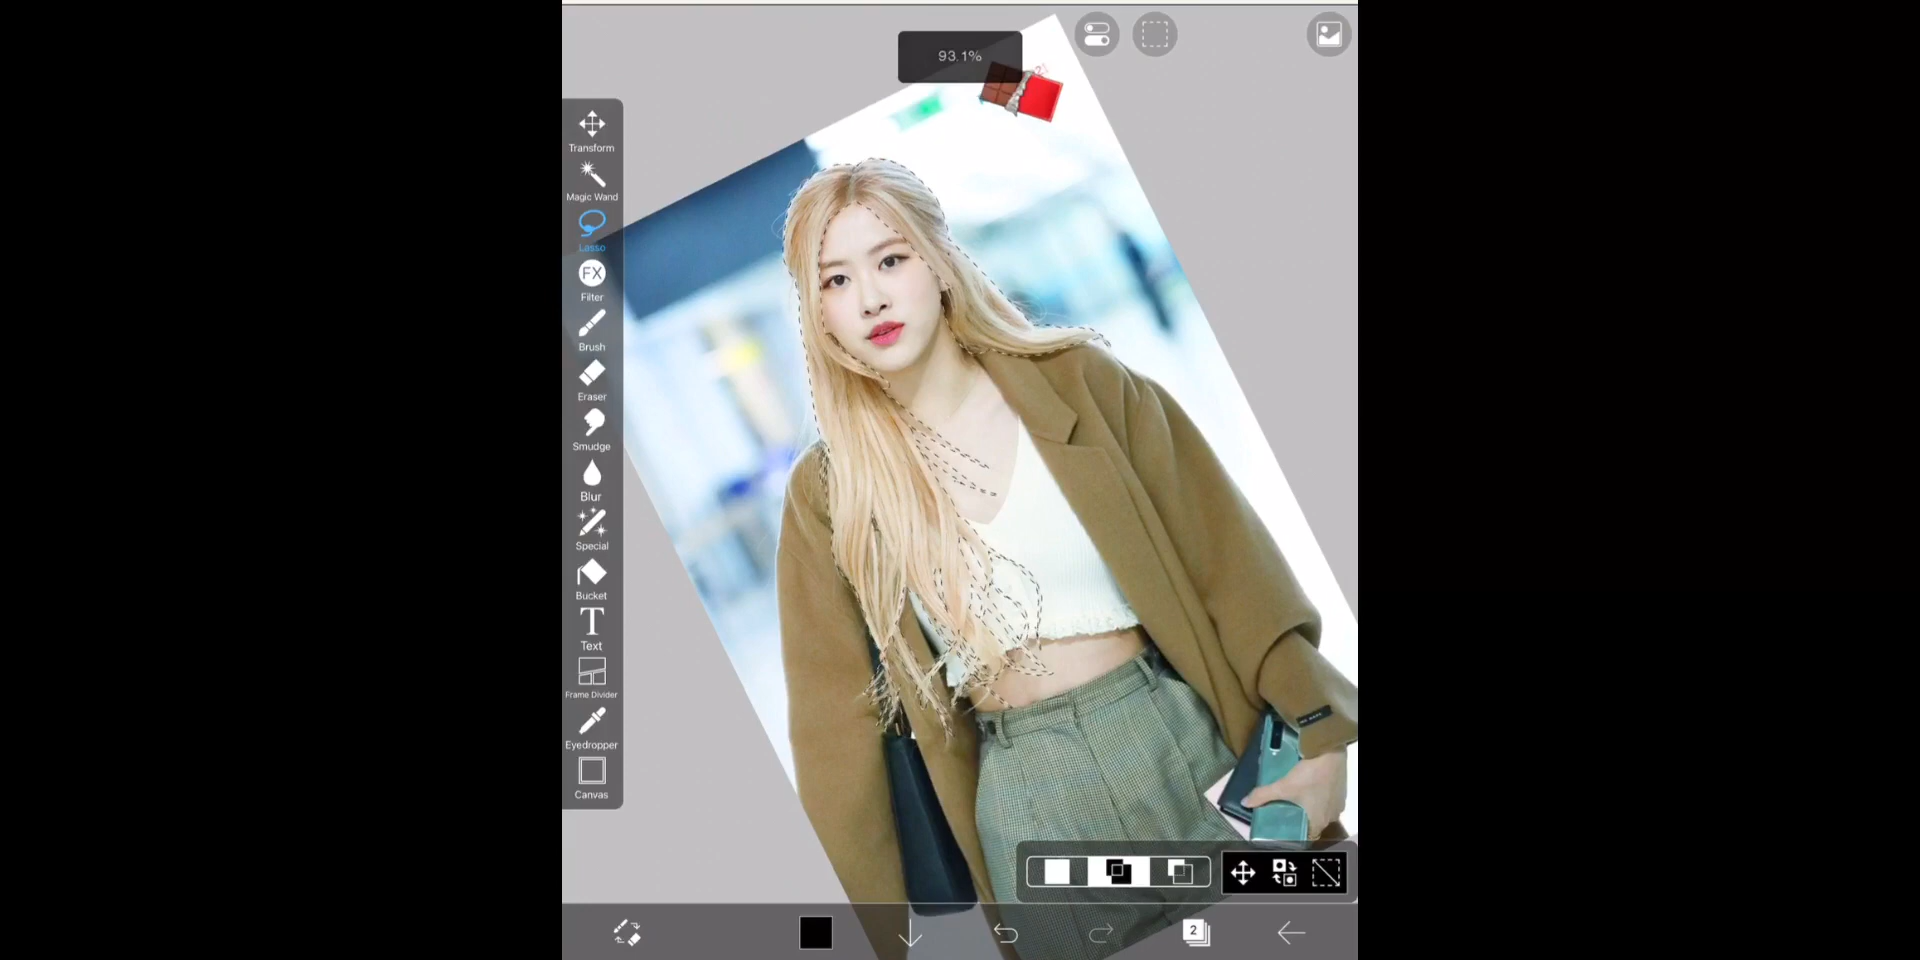 93.1%
Transform
Magic Wand
Lasso
FX
Filter
Brush
Eraser
Smudge
Blur
Special
Bucket
T
Text
Frame Divider
Eyedropper
Canvas
2